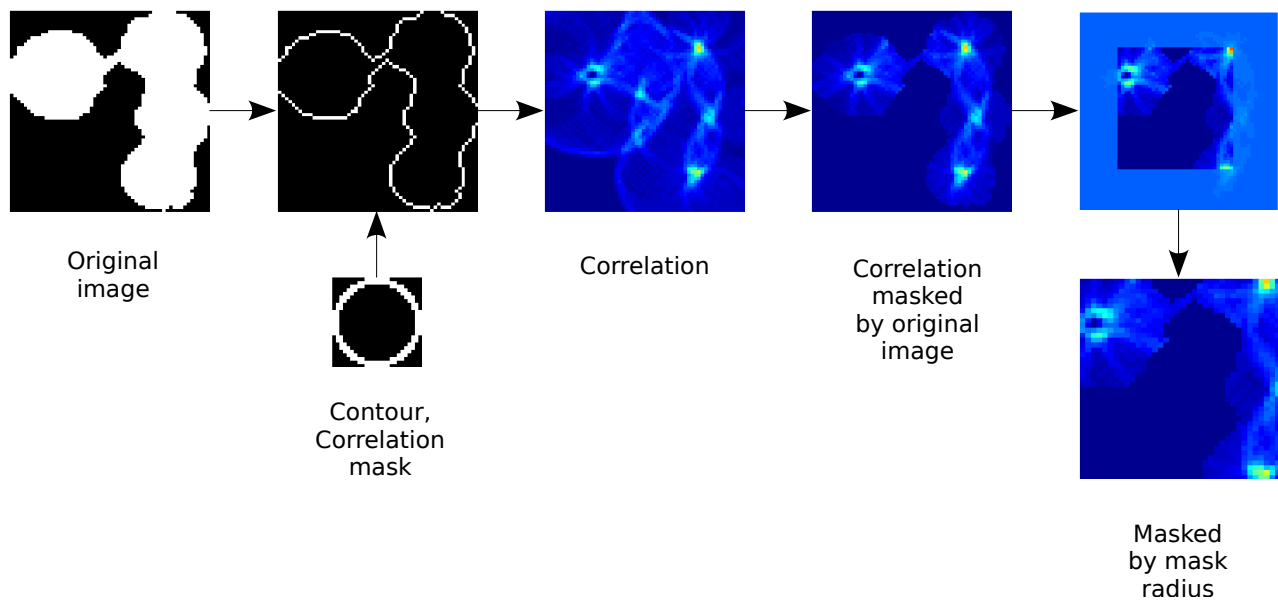 Original
image
Contour,
Correlation
mask
Correlation
Correlation
masked
by original
image
Masked
by mask
radius